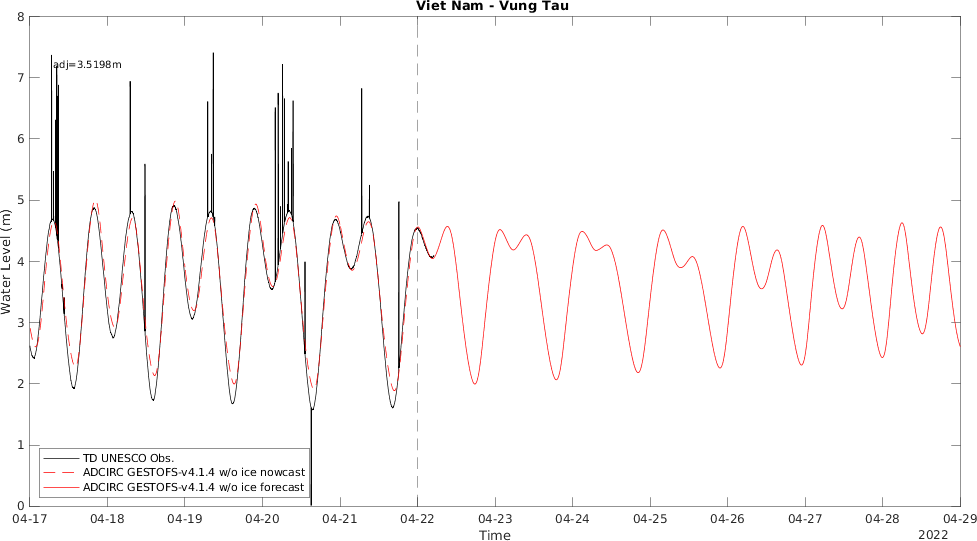 Viet Nam - Vung Tau
8
7
6
5
4
3
2
1
0
Water Level (m)
adj=3.5198m
TD UNESCO Obs.
ADCIRC GESTOFS-v4.1.4 w/o ice nowcast
ADCIRC GESTOFS-v4.1.4 w/o ice forecast
04-17 04-18 04-19 04-20 04-21 04-22 04-23 04-24 04-25 04-26 04-27 04-28 04-29
Time
2022